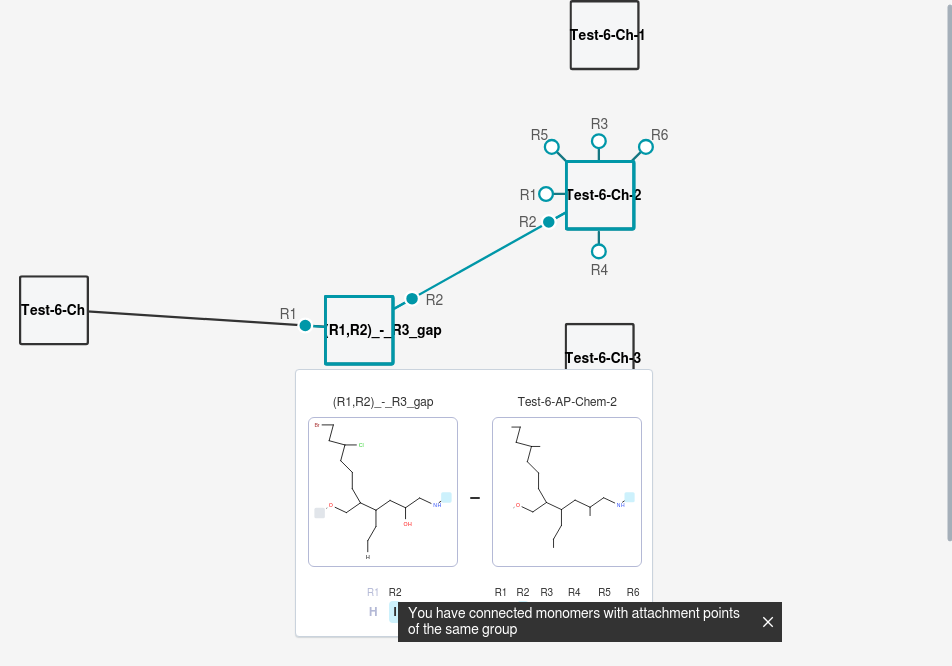 Test-6-Ch-1
R3
R5
R6
R1
Test-6-Ch-2
R2
R4
Test-6-Ch
R1
R2
(R1,R2)_-_R3_gap
Test-6-Ch-3
(R1,R2)_-_R3_gap
Test-6-AP-Chem-2
Br
Cl
O
NH
OH
H
O
NH
R1 R2
R1 R2 R3 R4 R5 R6
H
You have connected monomers with attachment points
of the same group